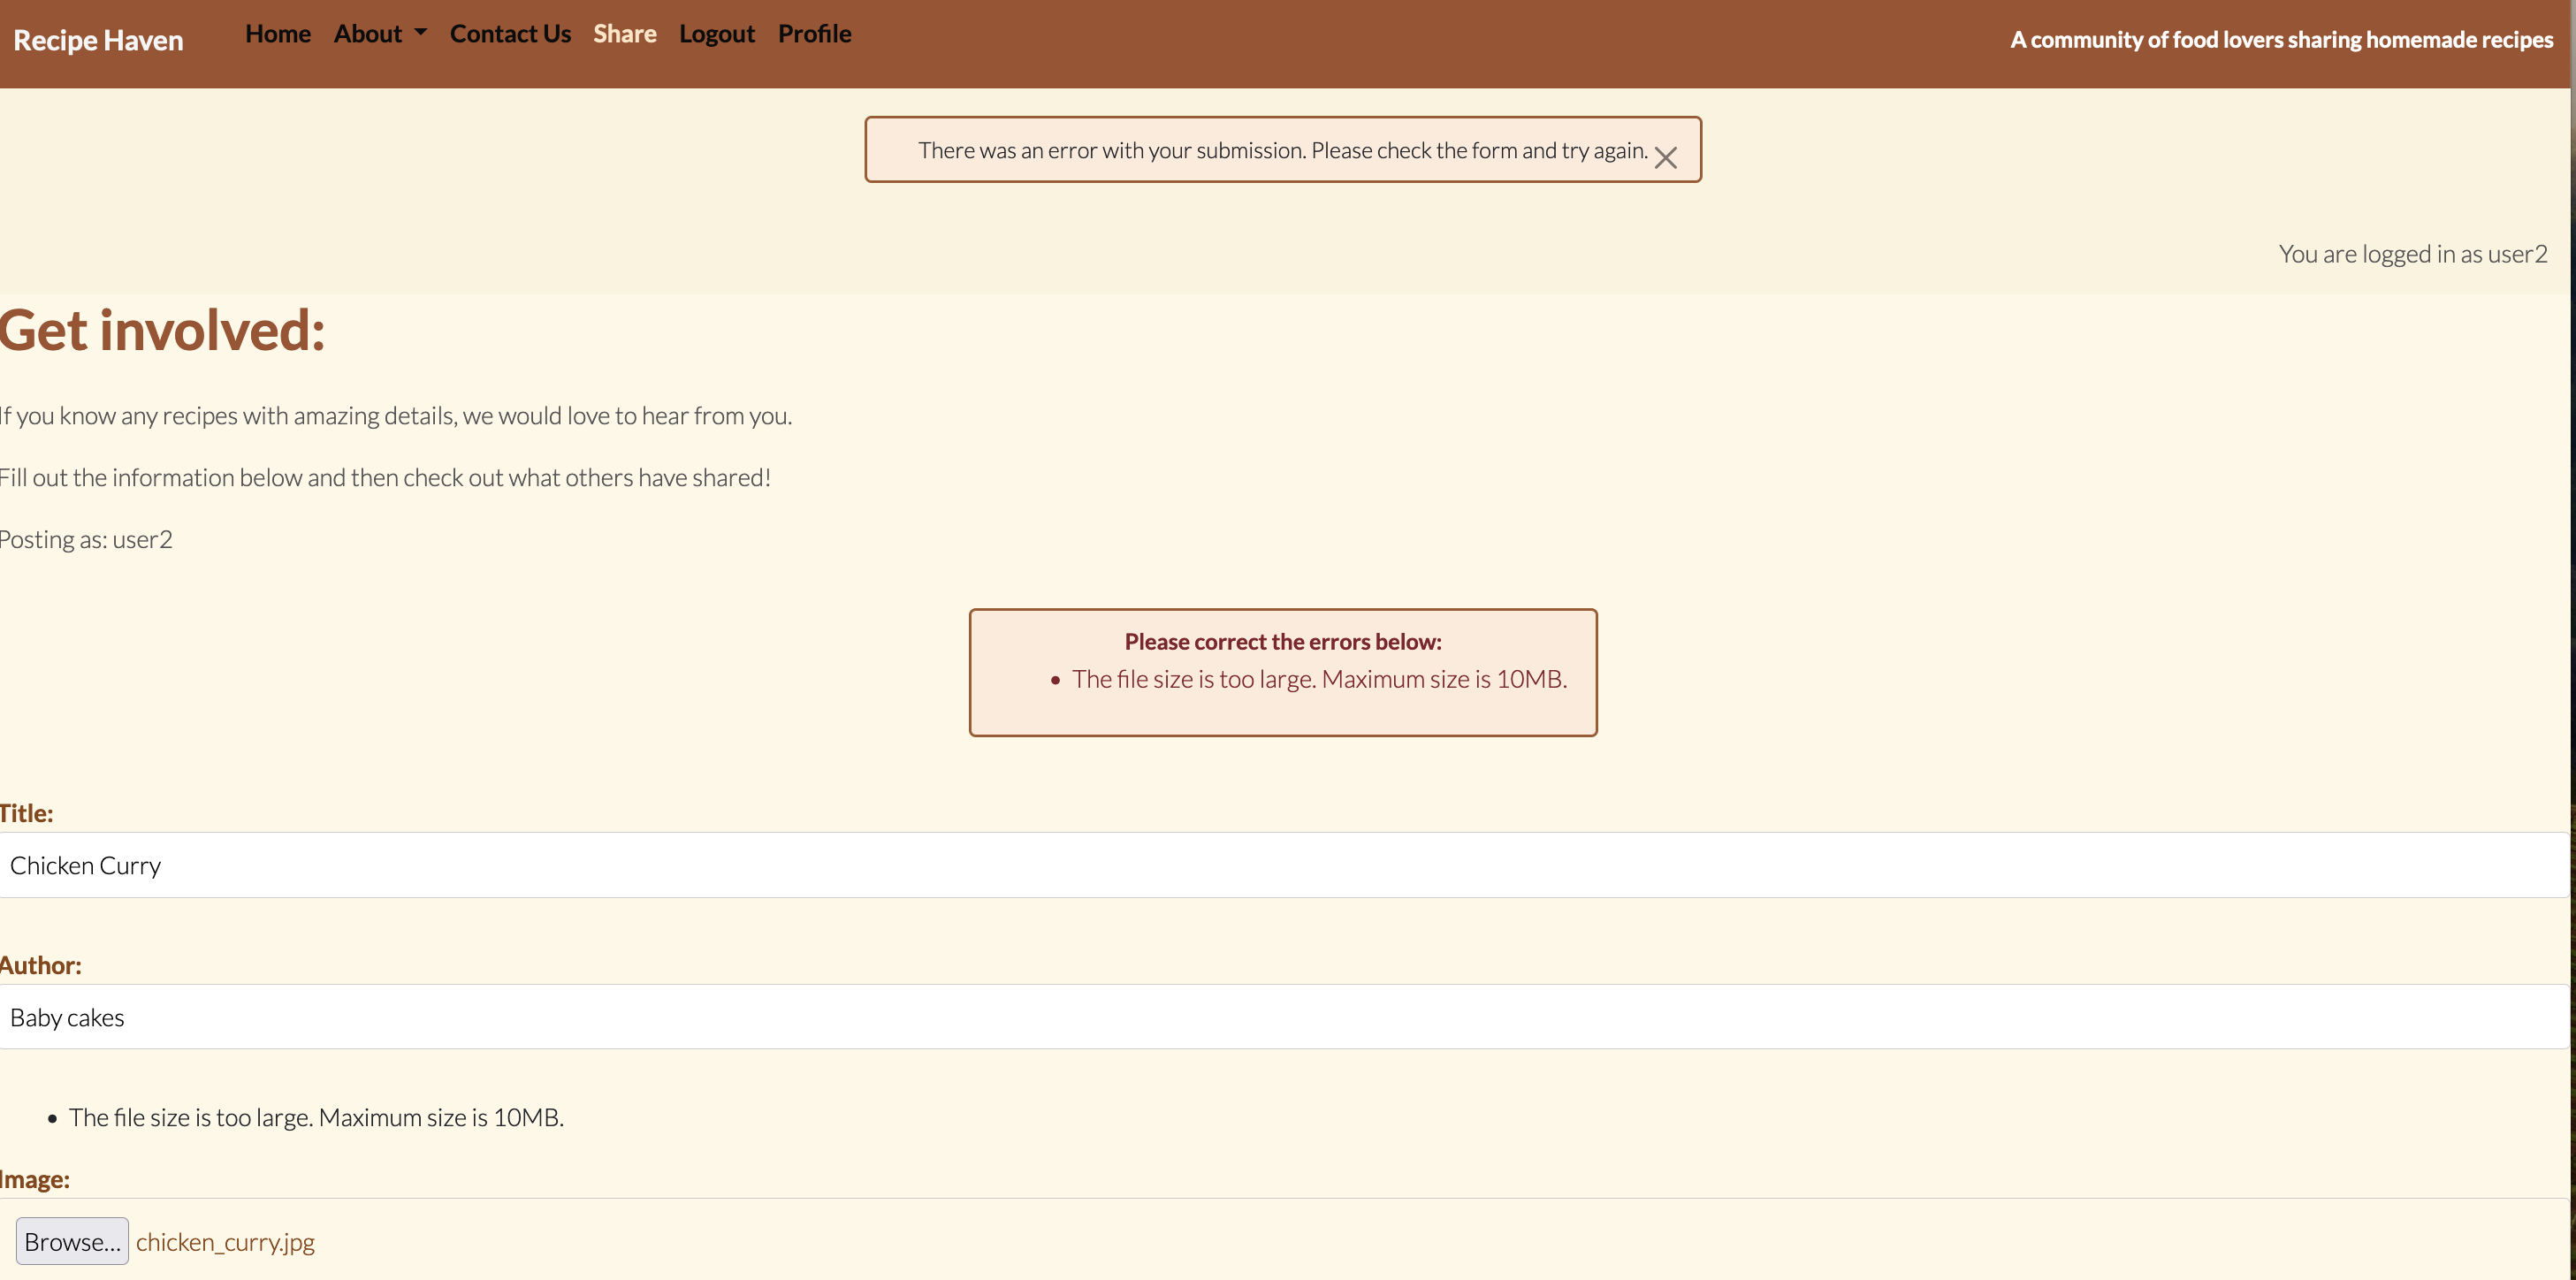 Recipe Haven Home About Contact Us Share Logout Profile A community of food lovers sharing homemade recipes
There was an error with your submission. Please check the form and try again.
You are logged in as user2
Get involved:
If you know any recipes with amazing details, we would love to hear from you.
Fill out the information below and then check out what others have shared!
Posting as: user2
Please correct the errors below:
• The file size is too large. Maximum size is 10MB.
Title:
Chicken Curry
Author:
Baby cakes
• The file size is too large. Maximum size is 10MB.
Image:
Browse... chicken_curry.jpg